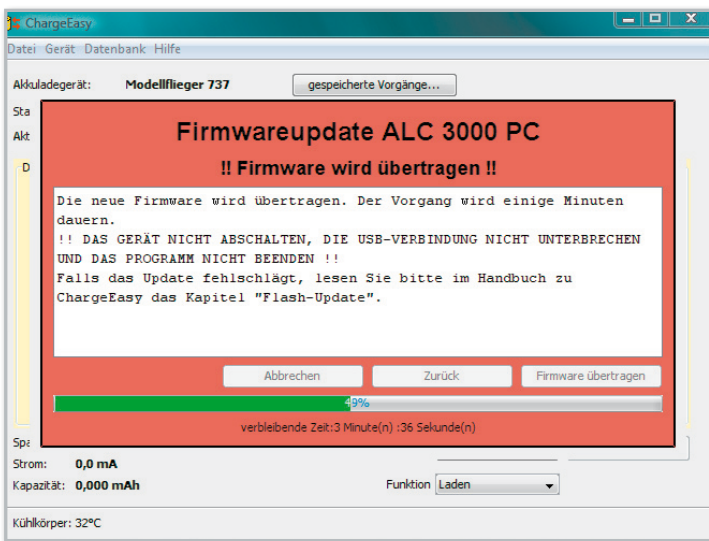 ChargeEasy
Datei Gerät Datenbank Hilfe
Akkuladegerät: Modellflieger 737 gespeicherte Vorgänge...
Sta
Akt
D
Firmwareupdate ALC 3000 PC
!! Firmware wird übertragen !!
Die neue Firmware wird übertragen. Der Vorgang wird einige Minuten
dauern.
!! DAS GERÄT NICHT ABSCHALTEN, DIE USB-VERBINDUNG NICHT UNTERBRECHEN
UND DAS PROGRAMM NICHT BEENDEN !!
Falls das Update fehlschlägt, lesen Sie bitte im Handbuch zu
ChargeEasy das Kapitel "Flash-Update".
Abbrechen Zurück Firmware übertragen
49%
verbleibende Zeit:3 Minute(n) :36 Sekunde(n)
Spa
Strom: 0,0 mA
Kapazität: 0,000 mAh Funktion Laden
Kühlkörper: 32ºC